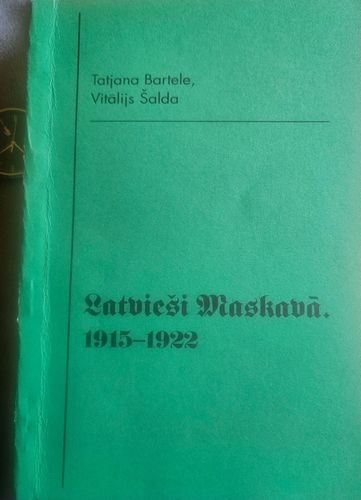 Tatjana Bartele,
Vitālijs Šalda
Latvieši Maskavā.
1915–1922